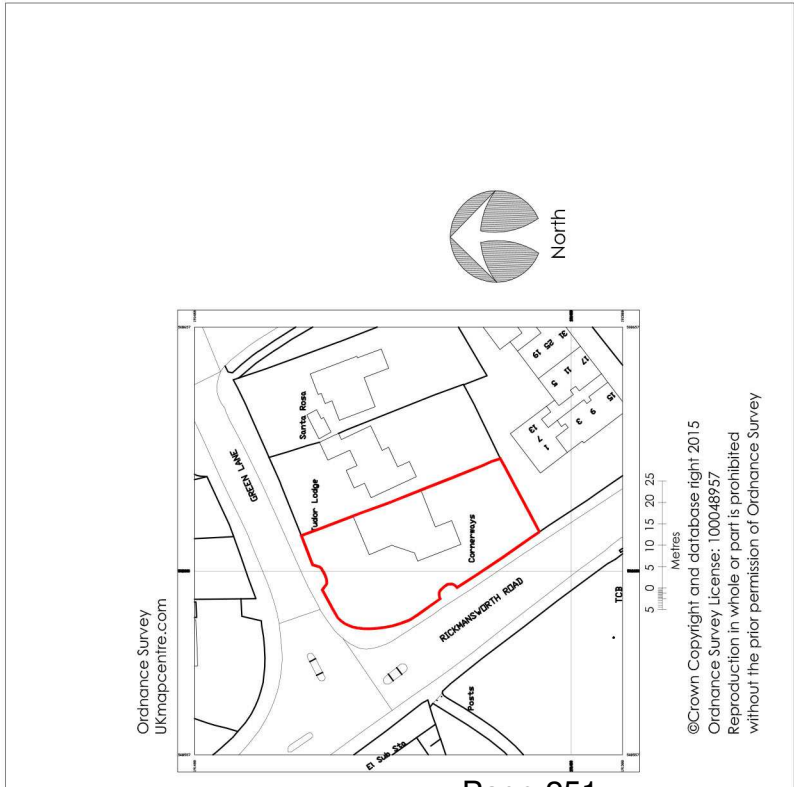 Ordnance Survey
UKmapcentre.com
North
GREEN LANE
Santa Rosa
Tudor Lodge
Cornerways
RICKMANSWORTH ROAD
El Sub Sta
Posts
TCB
31
25
19
17
11
5
15
9
3
13
7
1
5 0 5 10 15 20 25
Metres
©Crown Copyright and database right 2015
Ordnance Survey License: 100048957
Reproduction in whole or part is prohibited
without the prior permission of Ordnance Survey